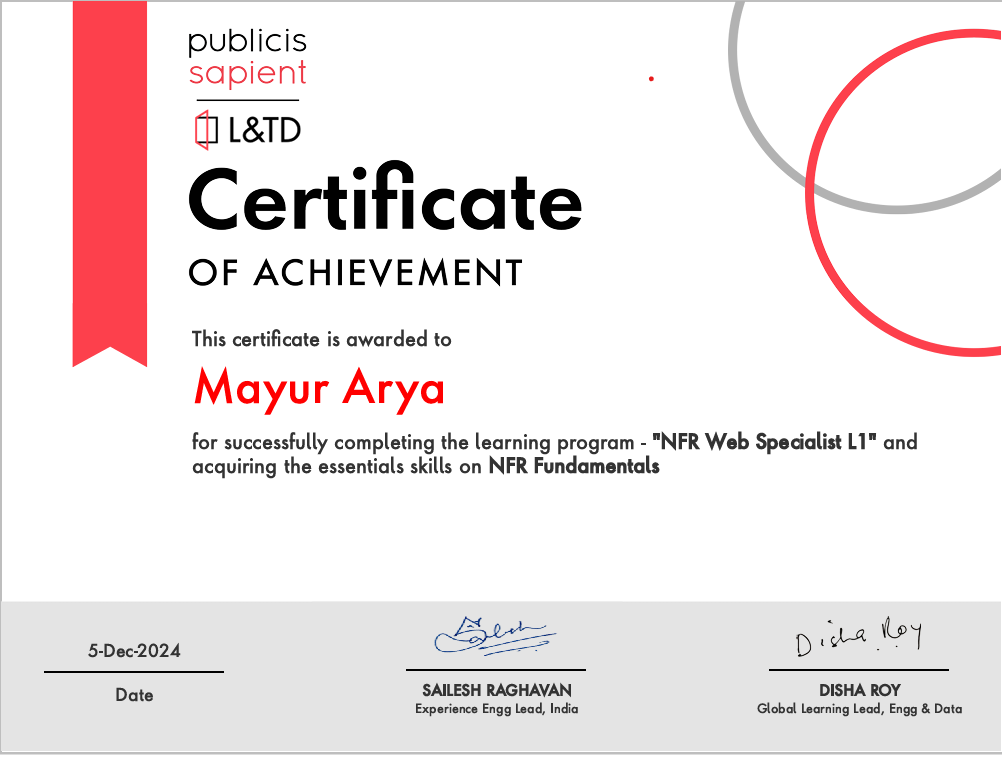 publicis
sapient
L&TD
Certificate
OF ACHIEVEMENT
This certificate is awarded to
Mayur Arya
for successfully completing the learning program - "NFR Web Specialist L1" and
acquiring the essentials skills on NFR Fundamentals
5-Dec-2024
Date
Sailesh
SAILESH RAGHAVAN
Experience Engg Lead, India
Disha Roy
DISHA ROY
Global Learning Lead, Engg & Data